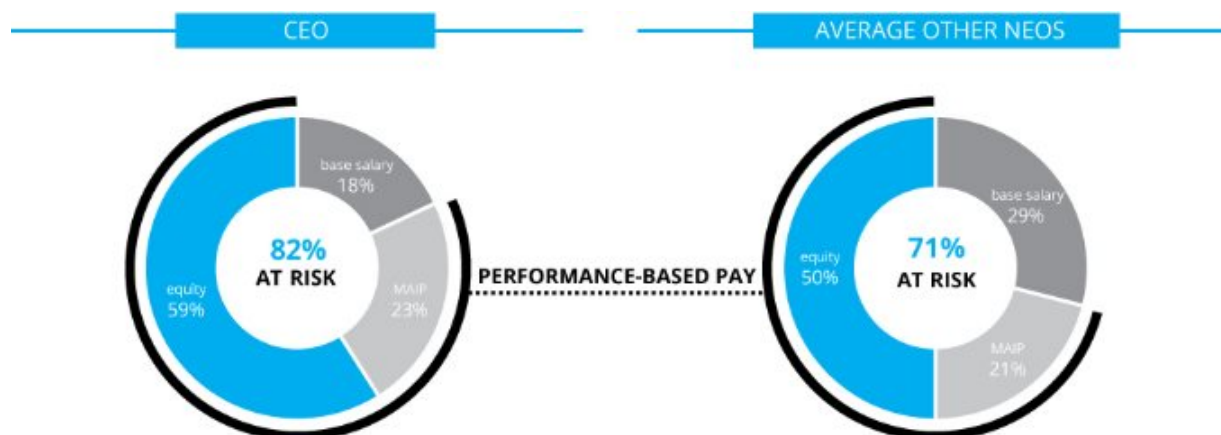 CEO
base salary
18%
82%
AT RISK
equity
59%
MAIP
23%
PERFORMANCE-BASED PAY
AVERAGE OTHER NEOS
base salary
29%
equity
50%
71%
AT RISK
MAIP
21%